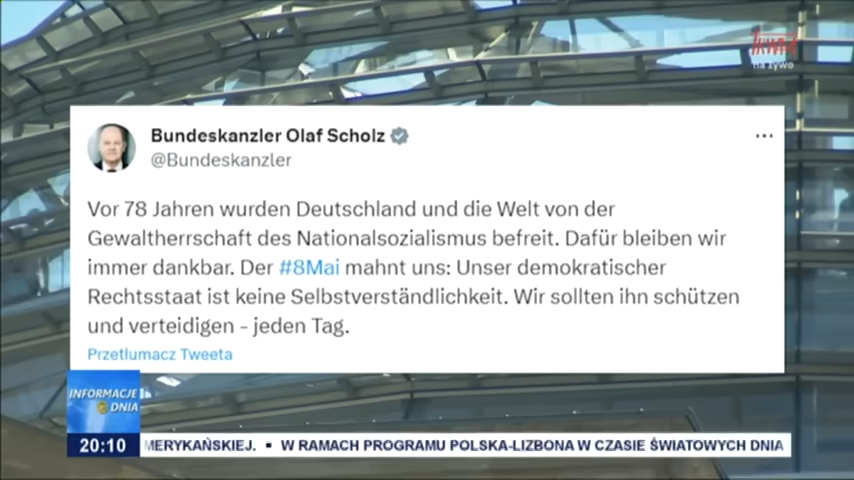 TRWAM
na żywo
Bundeskanzler Olaf Scholz
@Bundeskanzler
Vor 78 Jahren wurden Deutschland und die Welt von der
Gewaltherrschaft des Nationalsozialismus befreit. Dafür bleiben wir
immer dankbar. Der #8Mai mahnt uns: Unser demokratischer
Rechtsstaat ist keine Selbstverständlichkeit. Wir sollten ihn schützen
und verteidigen - jeden Tag.
Przetłumacz Tweeta
INFORMACJE
DNIA
20:10 MERYKAŃSKIEJ. ▪ W RAMACH PROGRAMU POLSKA-LIZBONA W CZASIE ŚWIATOWYCH DNIA